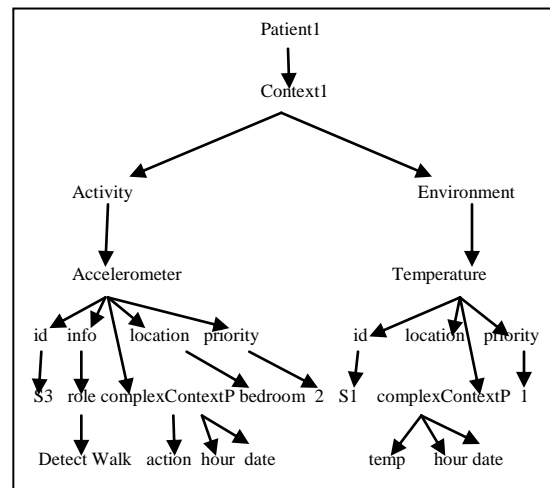 Patient1
Context1
Activity Environment
Accelerometer Temperature
id info location priority id location priority
S3 role complexContextP bedroom 2 S1 complexContextP 1
Detect Walk action hour date temp hour date